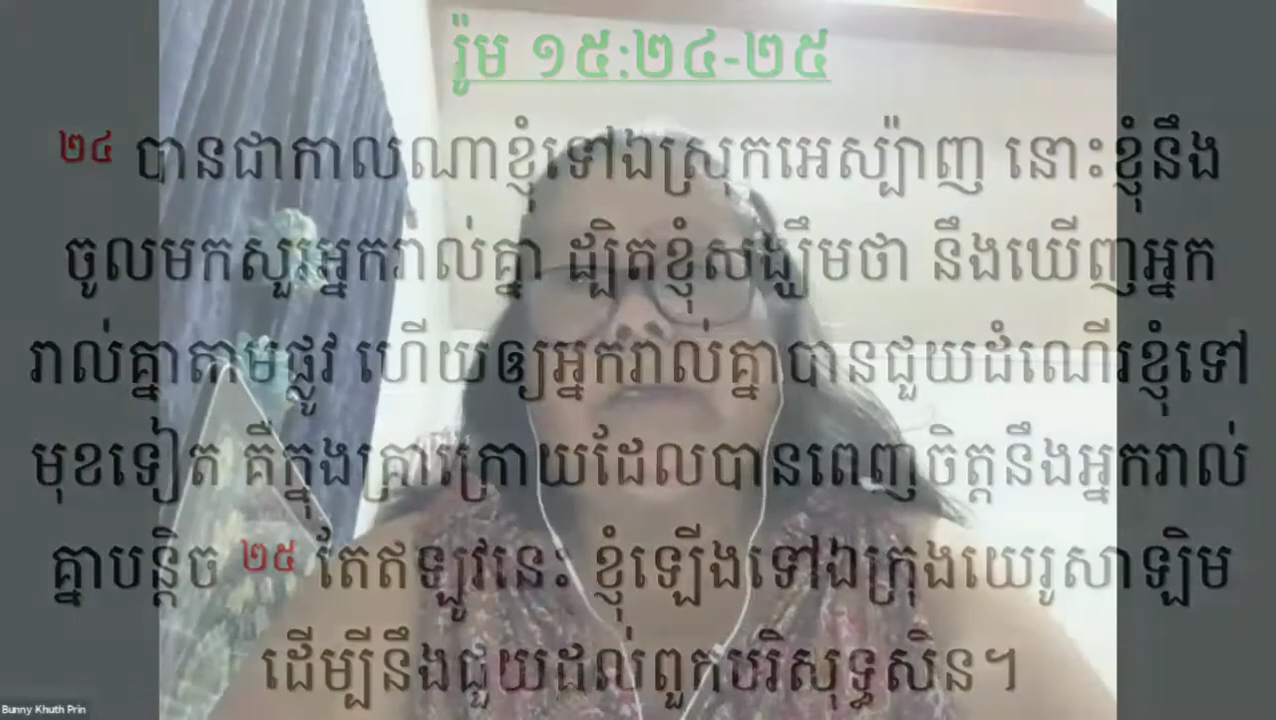 រ៉ូម ១៥:២៤-២៥
២៤ បានជាកាលណាខ្ញុំទៅឯស្រុកអេស្ប៉ាញ នោះខ្ញុំនឹង
ចូលមកសួរអ្នករាល់គ្នា ដ្បិតខ្ញុំសង្ឃឹមថា នឹងឃើញអ្នក
រាល់គ្នាតាមផ្លូវ ហើយឲ្យអ្នករាល់គ្នាបានជួយដំណើរខ្ញុំទៅ
មុខទៀត គឺក្នុងគ្រាក្រោយដែលបានពេញចិត្តនឹងអ្នករាល់
គ្នាបន្តិច ២៥ តែឥឡូវនេះ ខ្ញុំឡើងទៅឯក្រុងយេរូសាឡិម
ដើម្បីនឹងជួយដល់ពួកបរិសុទ្ធសិន។
Bunny Khuth Prin